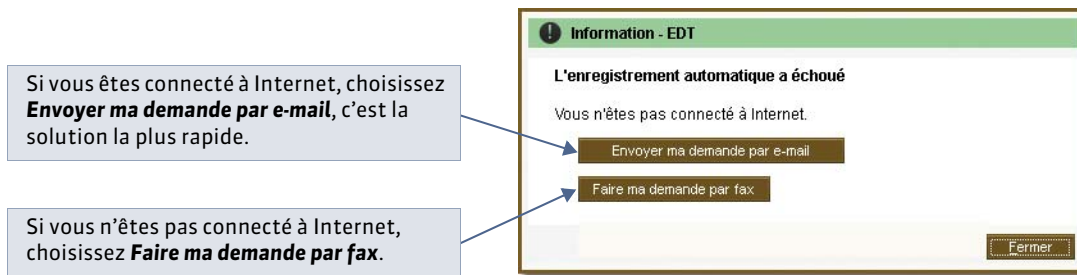 Information - EDT
L'enregistrement automatique a échoué
Si vous êtes connecté à Internet, choisissez
Envoyer ma demande par e-mail, c’est la
solution la plus rapide.
Vous n'êtes pas connecté à Internet.
Envoyer ma demande par e-mail
Faire ma demande par fax
Si vous n’êtes pas connecté à Internet,
choisissez Faire ma demande par fax.
Fermer